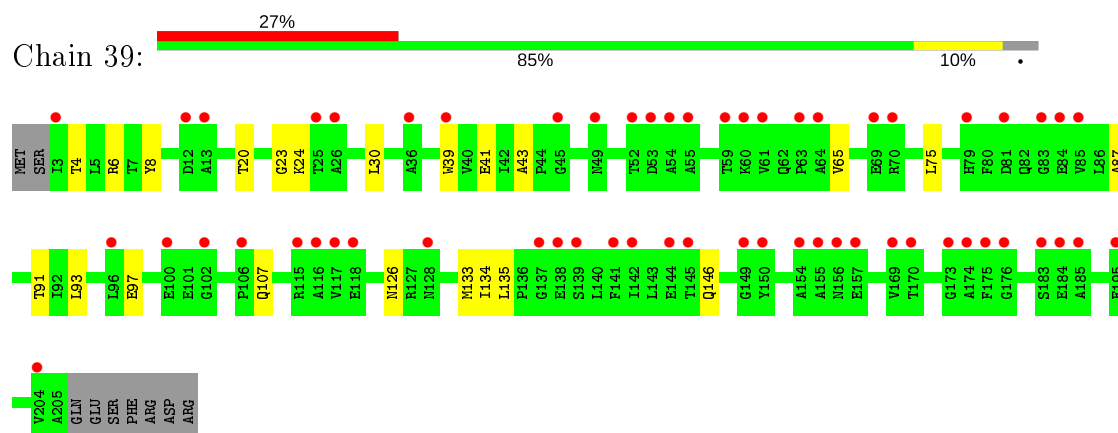 27%
Chain 39:
85% 10% •
MET SER I3 T4 L5 R6 T7 Y8 D12 A13 T20 G23 K24 T25 A26 L30 A36 W39 V40 E41 I42 A43 P44 G45 N49 T52 D53 A54 A55 T59 K60 V61 Q62 P63 A64 V65 E69 R70 L75 H79 F80 D81 Q82 G83 E84 V85 L86 A87
T91 I92 L93 L96 E97 E100 E101 G102 P106 Q107 R115 A116 V117 E118 N126 R127 N128 M133 I134 L135 P136 G137 E138 S139 L140 F141 I142 L143 E144 T145 Q146 G149 Y150 A154 A155 N156 E157 V169 T170 G173 A174 F175 G176 S183 E184 A185 E195
V204 A205 GLN GLU SER PHE ARG ASP ARG